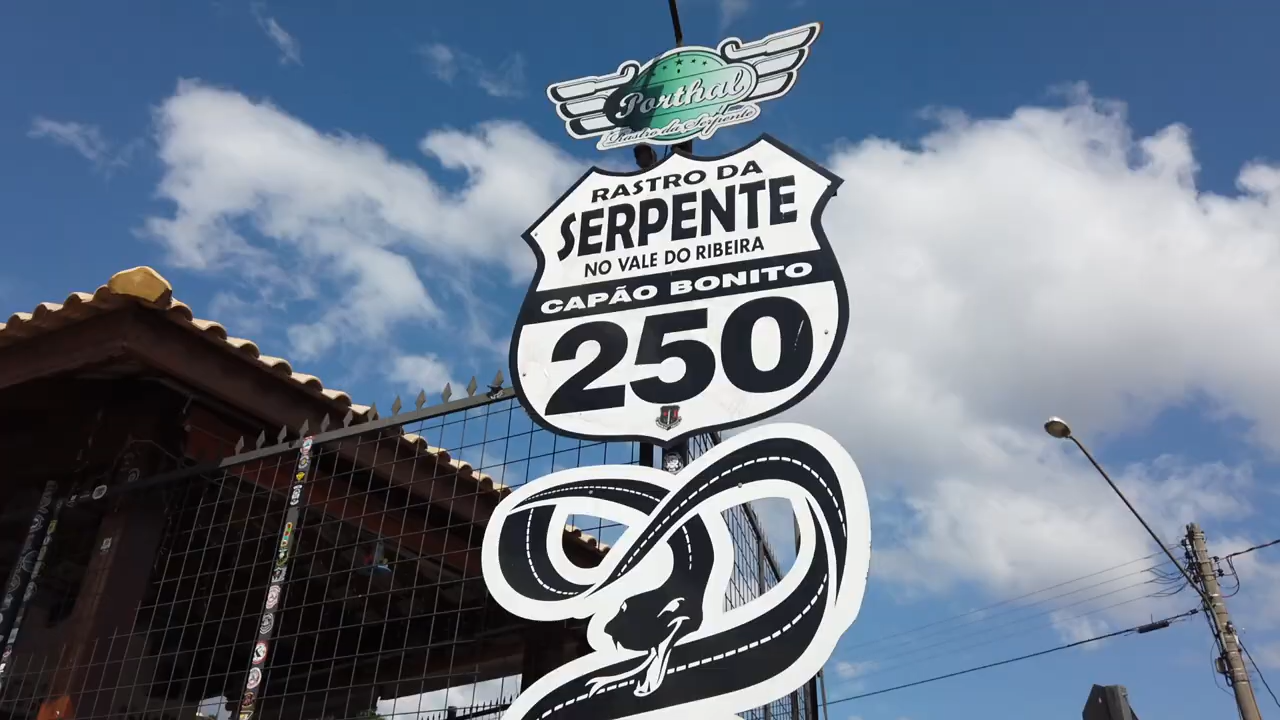 Porthal
Rastro da Serpente
RASTRO DA
SERPENTE
NO VALE DO RIBEIRA
CAPÃO BONITO
250